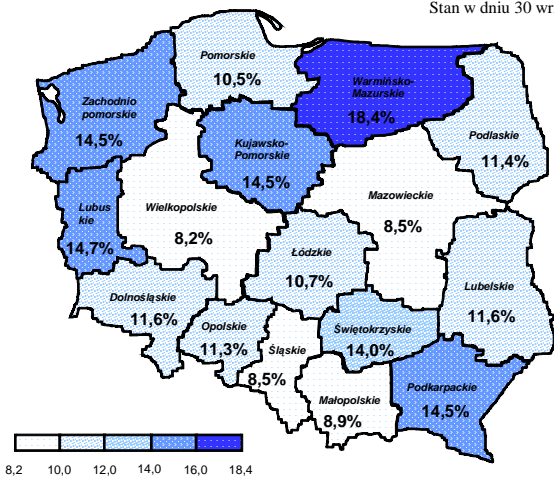 Stan w dniu 30 wr
Pomorskie
10,5%
Warmińsko-
Mazurskie
18,4%
Zachodnio
pomorskie
14,5%
Podlaskie
11,4%
Kujawsko-
Pomorskie
14,5%
Mazowieckie
8,5%
Lubus
kie
14,7%
Wielkopolskie
8,2%
Łódzkie
10,7%
Lubelskie
11,6%
Dolnośląskie
11,6%
Opolskie
11,3%
Świętokrzyskie
14,0%
Śląskie
8,5%
Małopolskie
8,9%
Podkarpackie
14,5%
8,2 10,0 12,0 14,0 16,0 18,4